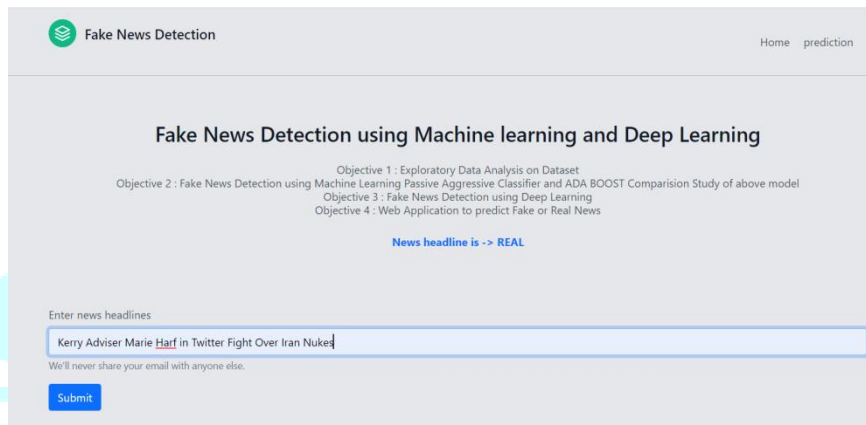 Fake News Detection
Home prediction
Fake News Detection using Machine learning and Deep Learning
Objective 1 : Exploratory Data Analysis on Dataset
Objective 2 : Fake News Detection using Machine Learning Passive Aggressive Classifier and ADA BOOST Comparision Study of above model
Objective 3 : Fake News Detection using Deep Learning
Objective 4 : Web Application to predict Fake or Real News
News headline is -> REAL
Enter news headlines
Kerry Adviser Marie Harf in Twitter Fight Over Iran Nukes
We'll never share your email with anyone else.
Submit